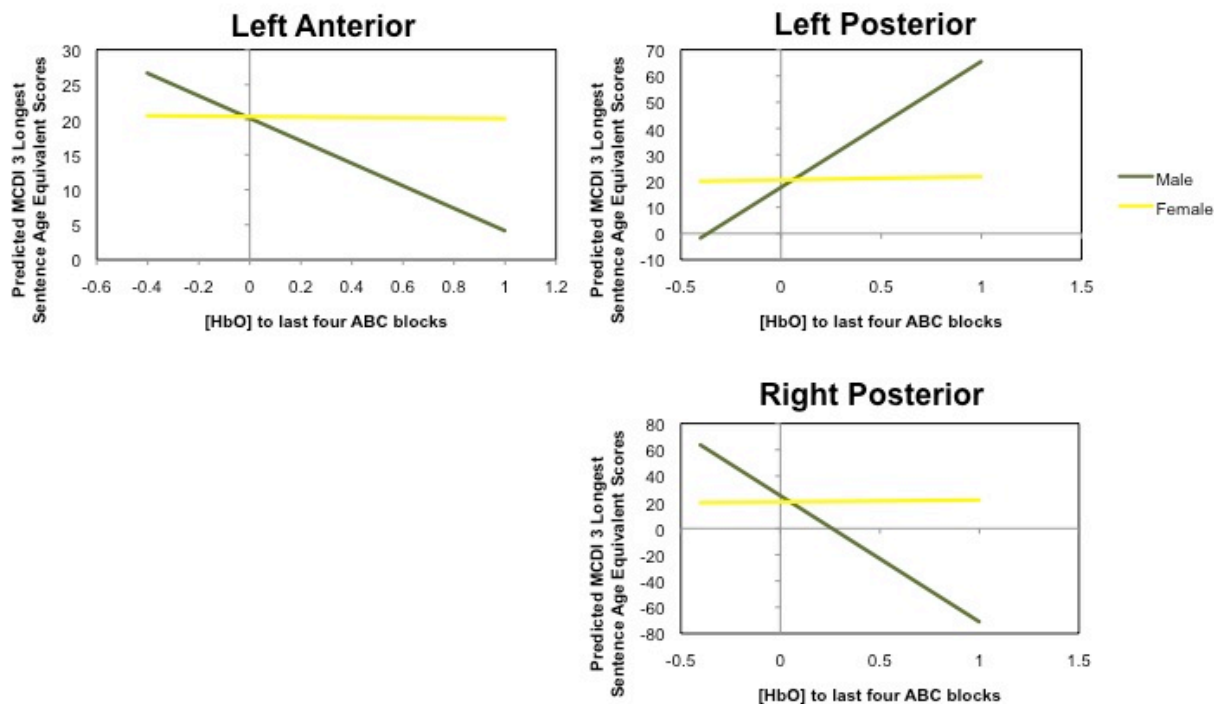 Left Anterior
Predicted MCDI 3 Longest
Sentence Age Equivalent Scores
30
25
20
15
10
5
0
-0.6 -0.4 -0.2 0 0.2 0.4 0.6 0.8 1 1.2
[HbO] to last four ABC blocks
Left Posterior
Predicted MCDI 3 Longest
Sentence Age Equivalent Scores
70
60
50
40
30
20
10
0
-10
-0.5 0 0.5 1 1.5
[HbO] to last four ABC blocks
Male
Female
Right Posterior
Predicted MCDI 3 Longest
Sentence Age Equivalent Scores
80
60
40
20
0
-20
-40
-60
-80
-0.5 0 0.5 1 1.5
[HbO] to last four ABC blocks